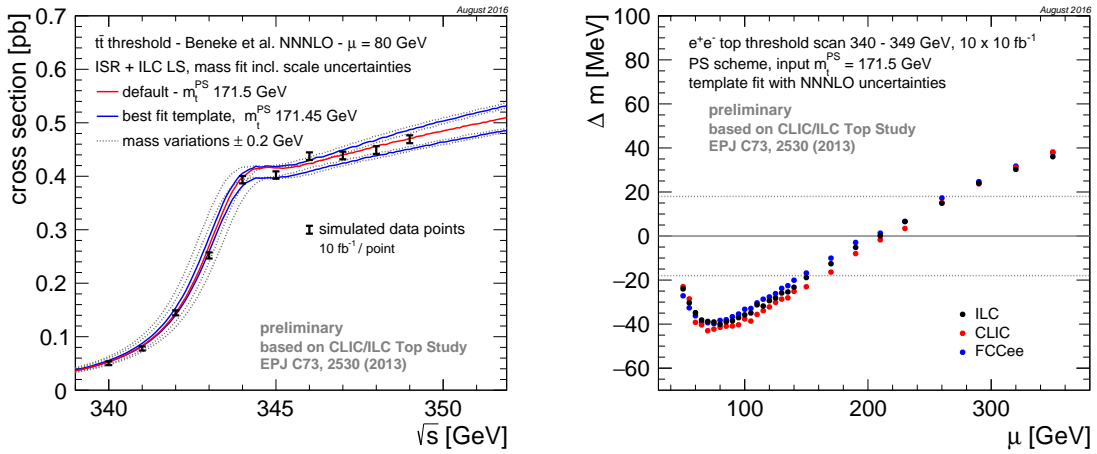 August 2016
cross section [pb]
0.7
0.6
0.5
0.4
0.3
0.2
0.1
0
tt̄ threshold - Beneke et al. NNNLO - μ = 80 GeV
ISR + ILC LS, mass fit incl. scale uncertainties
default - m_t^PS 171.5 GeV
best fit template, m_t^PS 171.45 GeV
mass variations ± 0.2 GeV
simulated data points
10 fb⁻¹ / point
preliminary
based on CLIC/ILC Top Study
EPJ C73, 2530 (2013)
340 345 350
√s [GeV]
August 2016
Δ m [MeV]
100
80
60
40
20
0
−20
−40
−60
e⁺e⁻ top threshold scan 340 - 349 GeV, 10 x 10 fb⁻¹
PS scheme, input m_t^PS = 171.5 GeV
template fit with NNNLO uncertainties
preliminary
based on CLIC/ILC Top Study
EPJ C73, 2530 (2013)
ILC
CLIC
FCCee
100 200 300
μ [GeV]